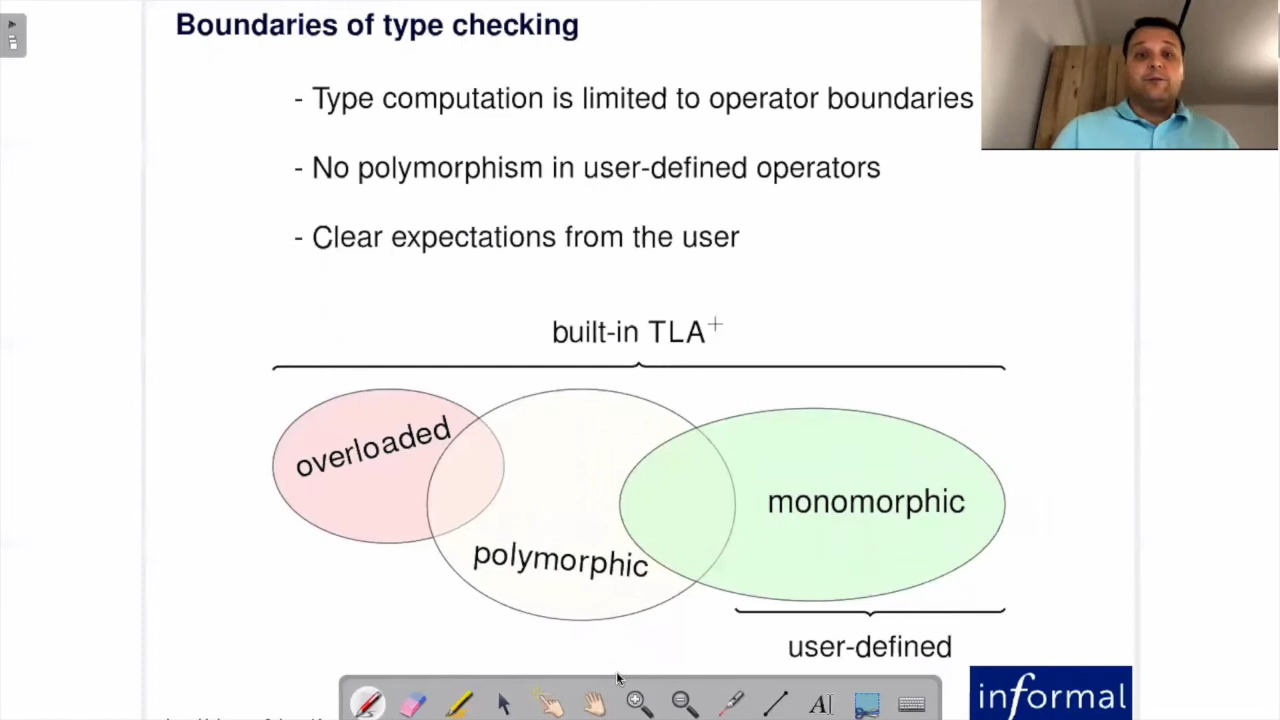 Boundaries of type checking
- Type computation is limited to operator boundaries
- No polymorphism in user-defined operators
- Clear expectations from the user
built-in TLA+
overloaded
polymorphic
monomorphic
user-defined
informal
A